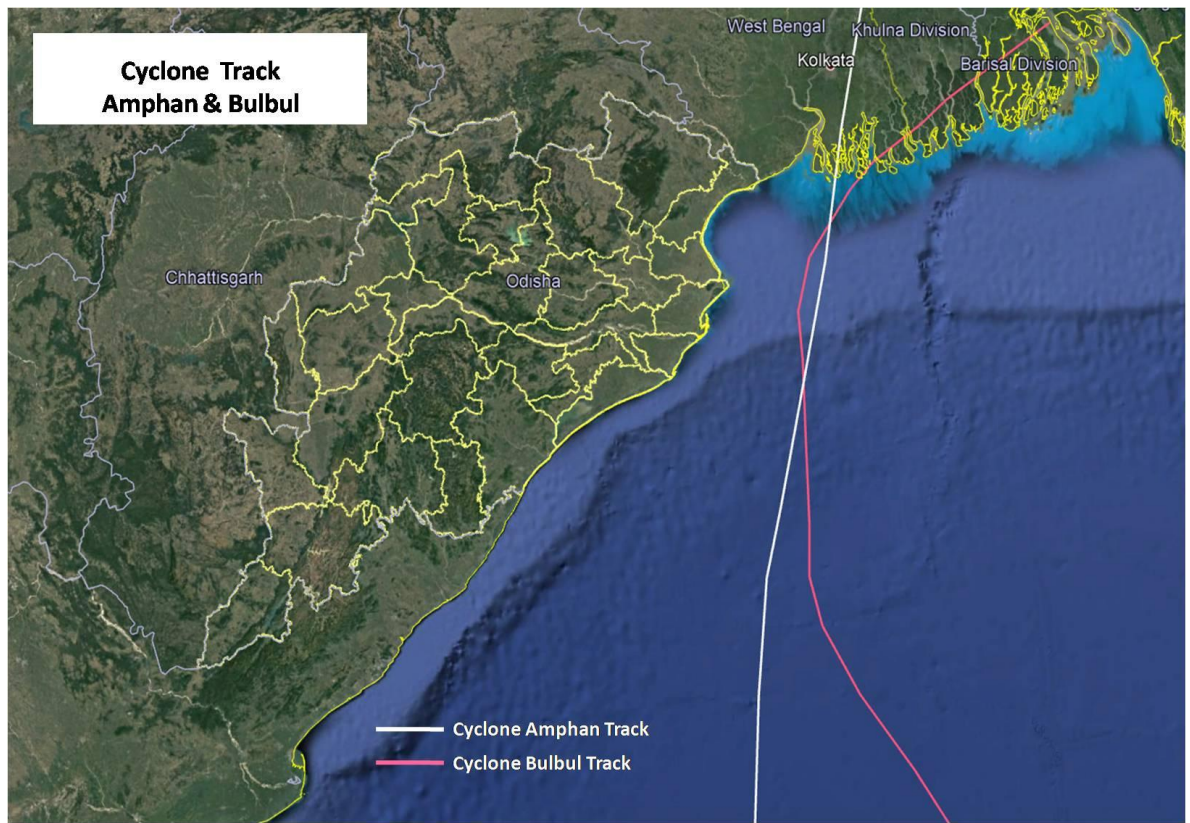 Cyclone Track
Amphan & Bulbul
West Bengal
Khulna Division
Kolkata
Barisal Division
Chhattisgarh
Odisha
Cyclone Amphan Track
Cyclone Bulbul Track